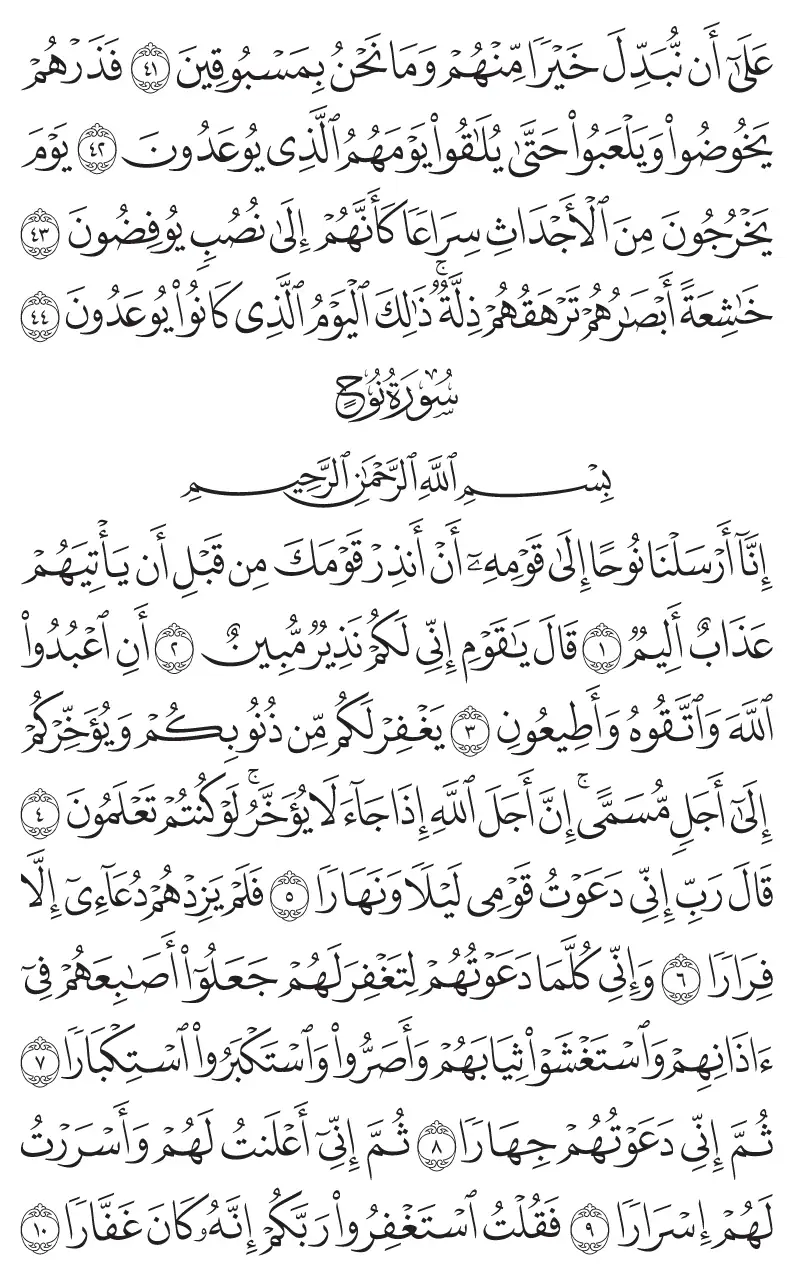 عَلَىٰٓ أَن نُّبَدِّلَ خَيْرًا مِّنْهُمْ وَمَا نَحْنُ بِمَسْبُوقِينَ ٤١ فَذَرْهُمْ
يَخُوضُوا۟ وَيَلْعَبُوا۟ حَتَّىٰ يُلَـٰقُوا۟ يَوْمَهُمُ ٱلَّذِى يُوعَدُونَ ٤٢ يَوْمَ
يَخْرُجُونَ مِنَ ٱلْأَجْدَاثِ سِرَاعًا كَأَنَّهُمْ إِلَىٰ نُصُبٍ يُوفِضُونَ ٤٣
خَـٰشِعَةً أَبْصَـٰرُهُمْ تَرْهَقُهُمْ ذِلَّةٌ ۚ ذَٰلِكَ ٱلْيَوْمُ ٱلَّذِى كَانُوا۟ يُوعَدُونَ ٤٤
سُورَةُ نُوحٍ
بِسْمِ ٱللَّهِ ٱلرَّحْمَـٰنِ ٱلرَّحِيمِ
إِنَّآ أَرْسَلْنَا نُوحًا إِلَىٰ قَوْمِهِۦٓ أَنْ أَنذِرْ قَوْمَكَ مِن قَبْلِ أَن يَأْتِيَهُمْ
عَذَابٌ أَلِيمٌ ١ قَالَ يَـٰقَوْمِ إِنِّى لَكُمْ نَذِيرٌ مُّبِينٌ ٢ أَنِ ٱعْبُدُوا۟
ٱللَّهَ وَٱتَّقُوهُ وَأَطِيعُونِ ٣ يَغْفِرْ لَكُم مِّن ذُنُوبِكُمْ وَيُؤَخِّرْكُمْ
إِلَىٰٓ أَجَلٍ مُّسَمًّى ۚ إِنَّ أَجَلَ ٱللَّهِ إِذَا جَآءَ لَا يُؤَخَّرُ ۚ لَوْ كُنتُمْ تَعْلَمُونَ ٤
قَالَ رَبِّ إِنِّى دَعَوْتُ قَوْمِى لَيْلًا وَنَهَارًا ٥ فَلَمْ يَزِدْهُمْ دُعَآءِىٓ إِلَّا
فِرَارًا ٦ وَإِنِّى كُلَّمَا دَعَوْتُهُمْ لِتَغْفِرَ لَهُمْ جَعَلُوٓا۟ أَصَـٰبِعَهُمْ فِىٓ
ءَاذَانِهِمْ وَٱسْتَغْشَوْا۟ ثِيَابَهُمْ وَأَصَرُّوا۟ وَٱسْتَكْبَرُوا۟ ٱسْتِكْبَارًا ٧
ثُمَّ إِنِّى دَعَوْتُهُمْ جِهَارًا ٨ ثُمَّ إِنِّىٓ أَعْلَنتُ لَهُمْ وَأَسْرَرْتُ
لَهُمْ إِسْرَارًا ٩ فَقُلْتُ ٱسْتَغْفِرُوا۟ رَبَّكُمْ إِنَّهُۥ كَانَ غَفَّارًا ١٠